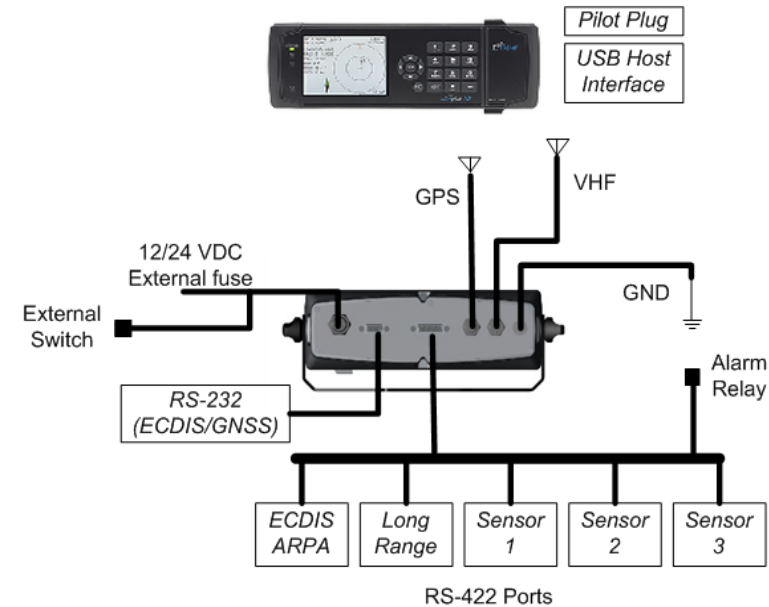 Pilot Plug
USB Host
Interface
GPS
VHF
12/24 VDC
External fuse
External
Switch
GND
Alarm
Relay
RS-232
(ECDIS/GNSS)
ECDIS
ARPA
Long
Range
Sensor
1
Sensor
2
Sensor
3
RS-422 Ports